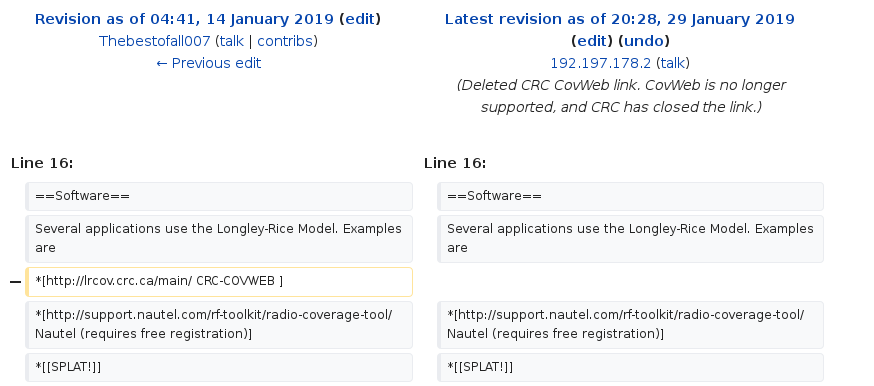 Revision as of 04:41, 14 January 2019 (edit)
Thebestofall007 (talk | contribs)
← Previous edit
Latest revision as of 20:28, 29 January 2019
(edit) (undo)
192.197.178.2 (talk)
(Deleted CRC CovWeb link. CovWeb is no longer
supported, and CRC has closed the link.)
Line 16:
Line 16:
==Software==
==Software==
Several applications use the Longley-Rice Model. Examples
are
Several applications use the Longley-Rice Model. Examples
are
− *[http://lrcov.crc.ca/main/ CRC-COVWEB ]
*[http://support.nautel.com/rf-toolkit/radio-coverage-tool/
Nautel (requires free registration)]
*[http://support.nautel.com/rf-toolkit/radio-coverage-tool/
Nautel (requires free registration)]
*[[SPLAT!]]
*[[SPLAT!]]